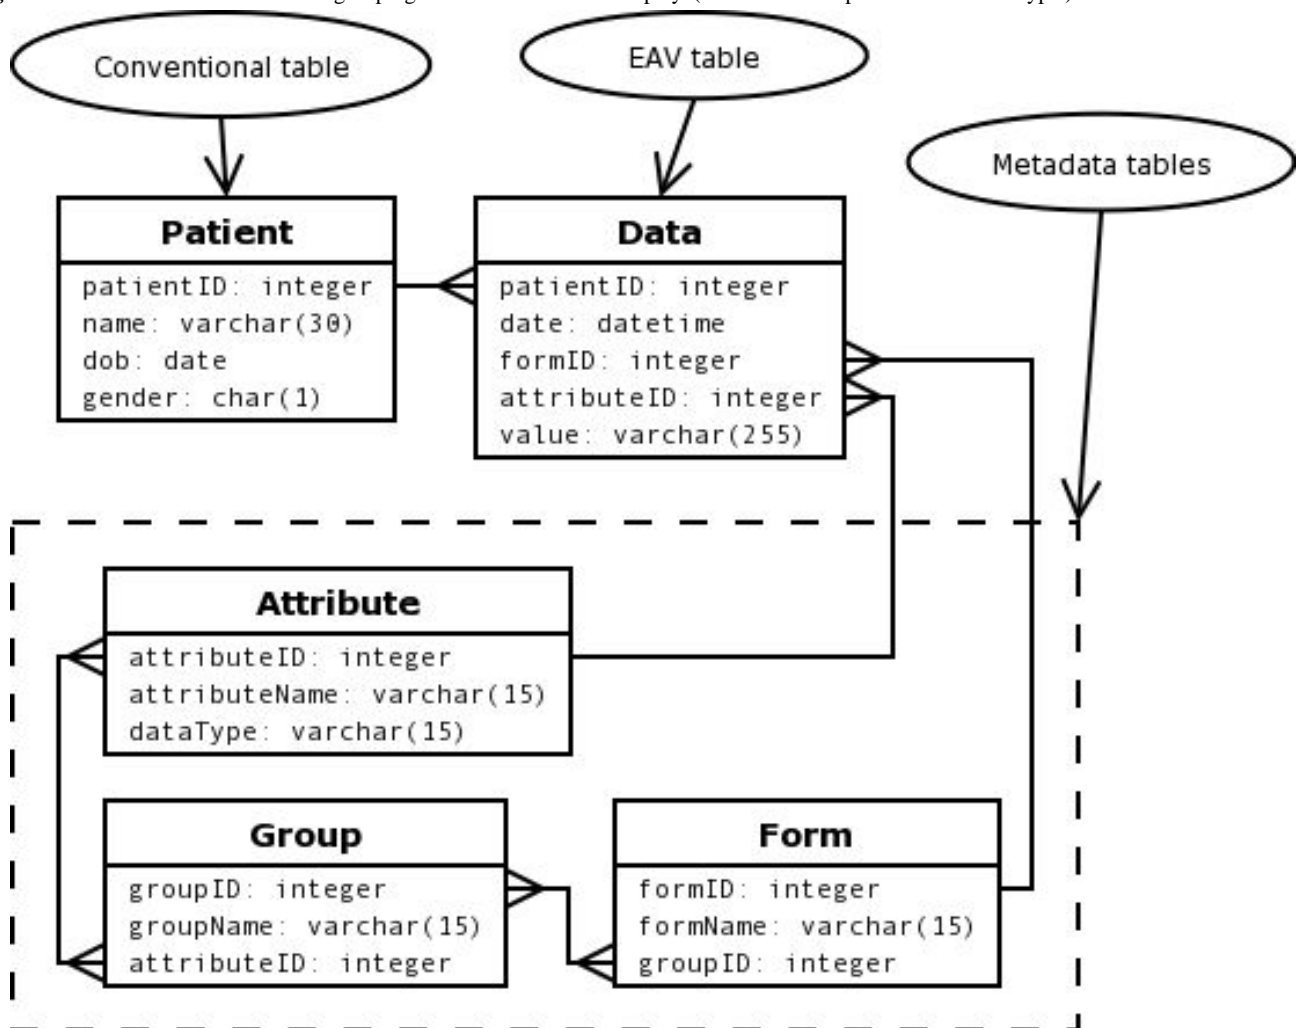 Conventional table
EAV table
Metadata tables
Patient
patientID: integer
name: varchar(30)
dob: date
gender: char(1)
Data
patientID: integer
date: datetime
formID: integer
attributeID: integer
value: varchar(255)
Attribute
attributeID: integer
attributeName: varchar(15)
dataType: varchar(15)
Group
groupID: integer
groupName: varchar(15)
attributeID: integer
Form
formID: integer
formName: varchar(15)
groupID: integer